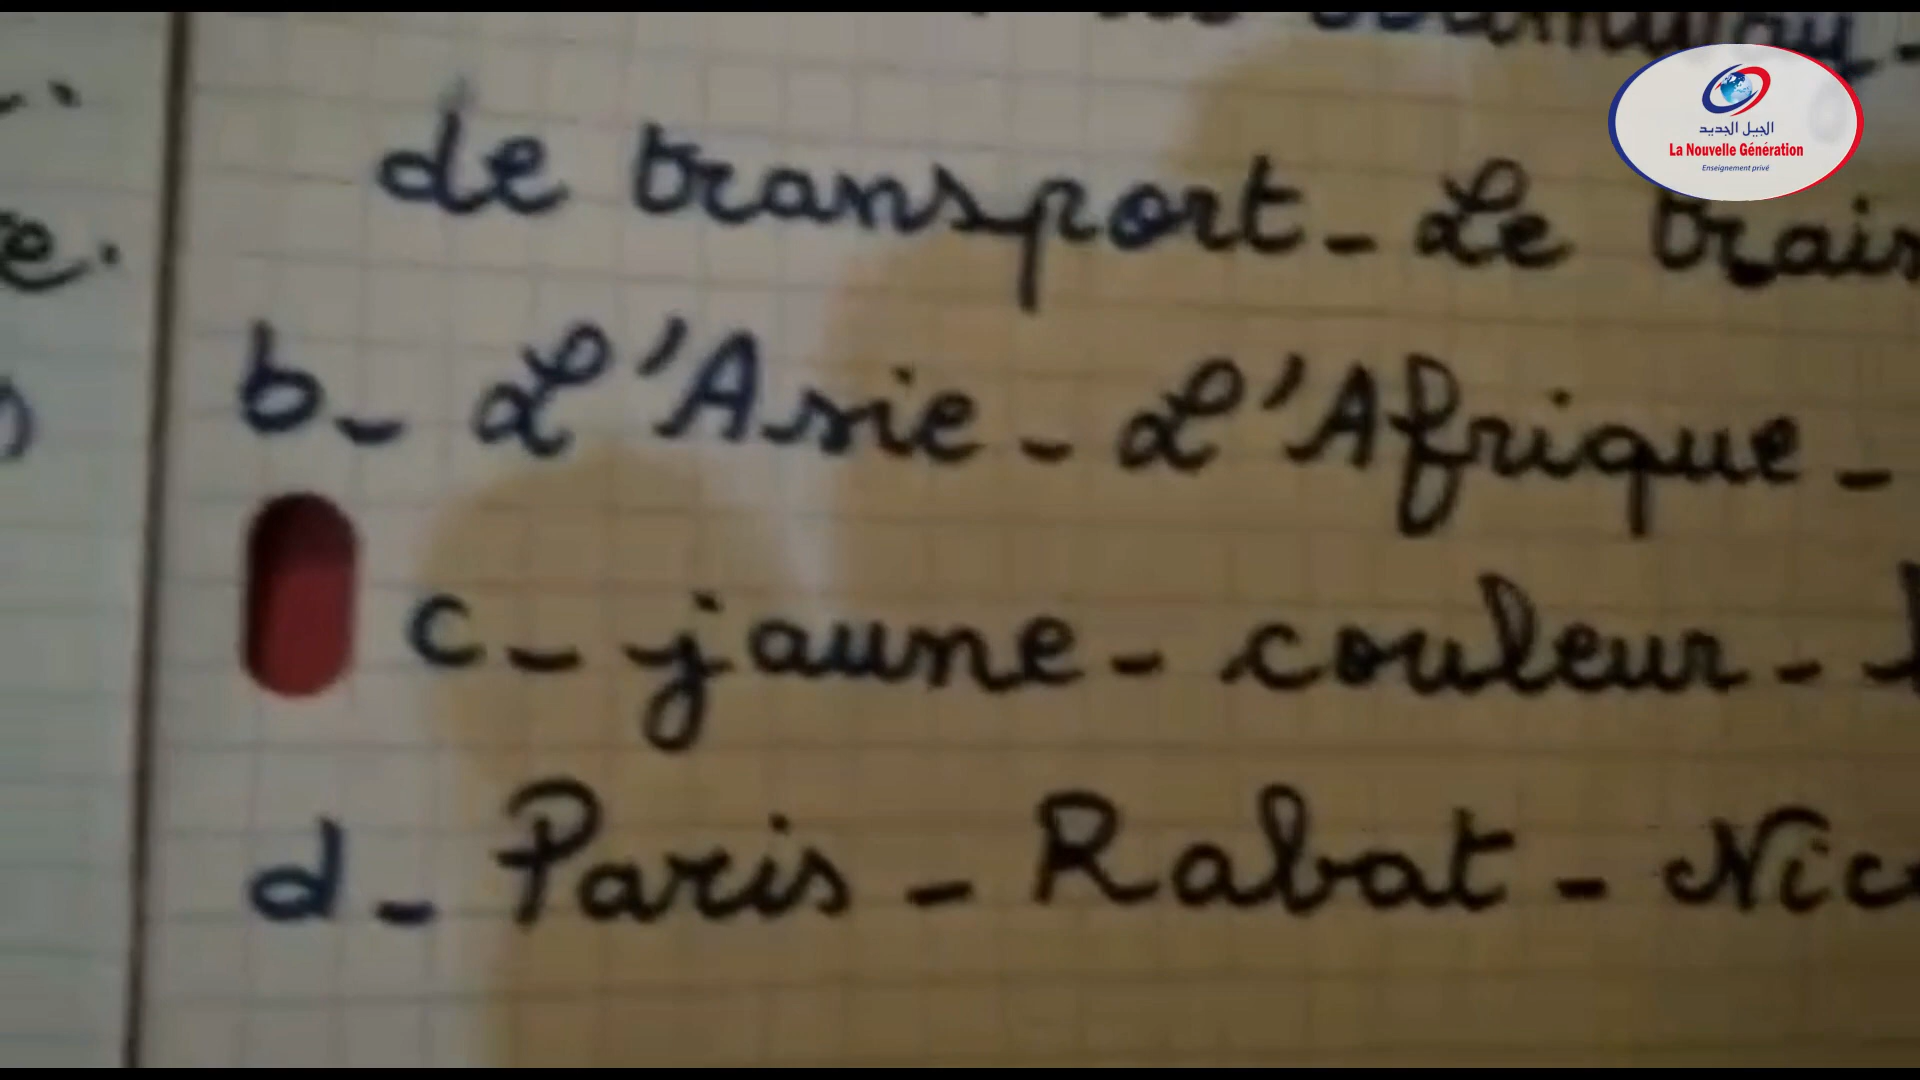 de transport - Le
b - L'Asie - L'Afrique -
c - jaune - couleur -
d - Paris - Rabat -
الجيل الجديد
La Nouvelle Génération
Enseignement privé